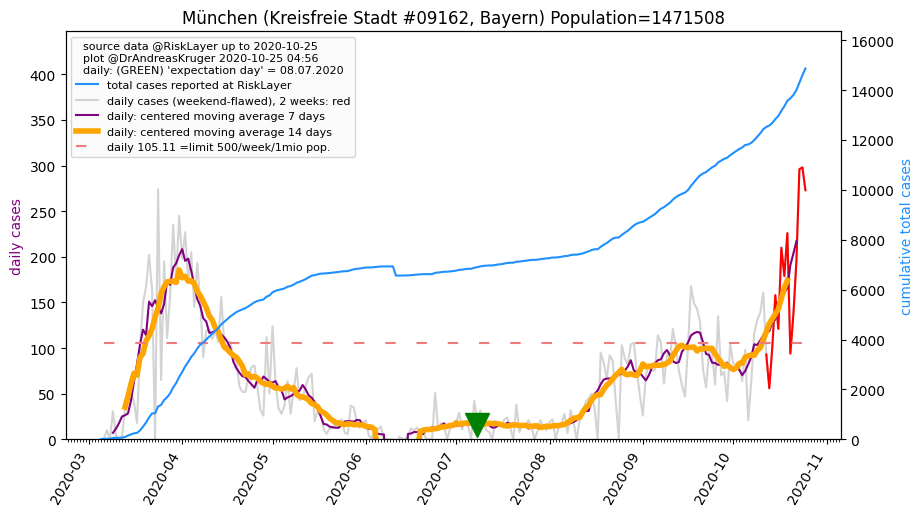 München (Kreisfreie Stadt #09162, Bayern) Population=1471508
source data @RiskLayer up to 2020-10-25
plot @DrAndreasKruger 2020-10-25 04:56
daily: (GREEN) 'expectation day' = 08.07.2020
total cases reported at RiskLayer
daily cases (weekend-flawed), 2 weeks: red
daily: centered moving average 7 days
daily: centered moving average 14 days
daily 105.11 =limit 500/week/1mio pop.
daily cases
400
350
300
250
200
150
100
50
0
cumulative total cases
16000
14000
12000
10000
8000
6000
4000
2000
0
2020-03
2020-04
2020-05
2020-06
2020-07
2020-08
2020-09
2020-10
2020-11